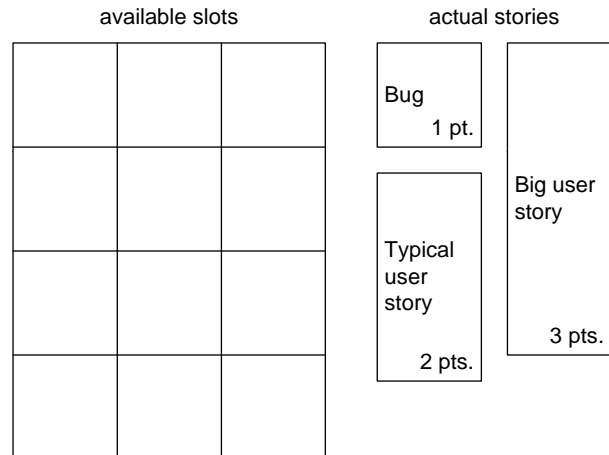 available slots
actual stories
Bug
1 pt.
Big user
story
3 pts.
Typical
user
story
2 pts.